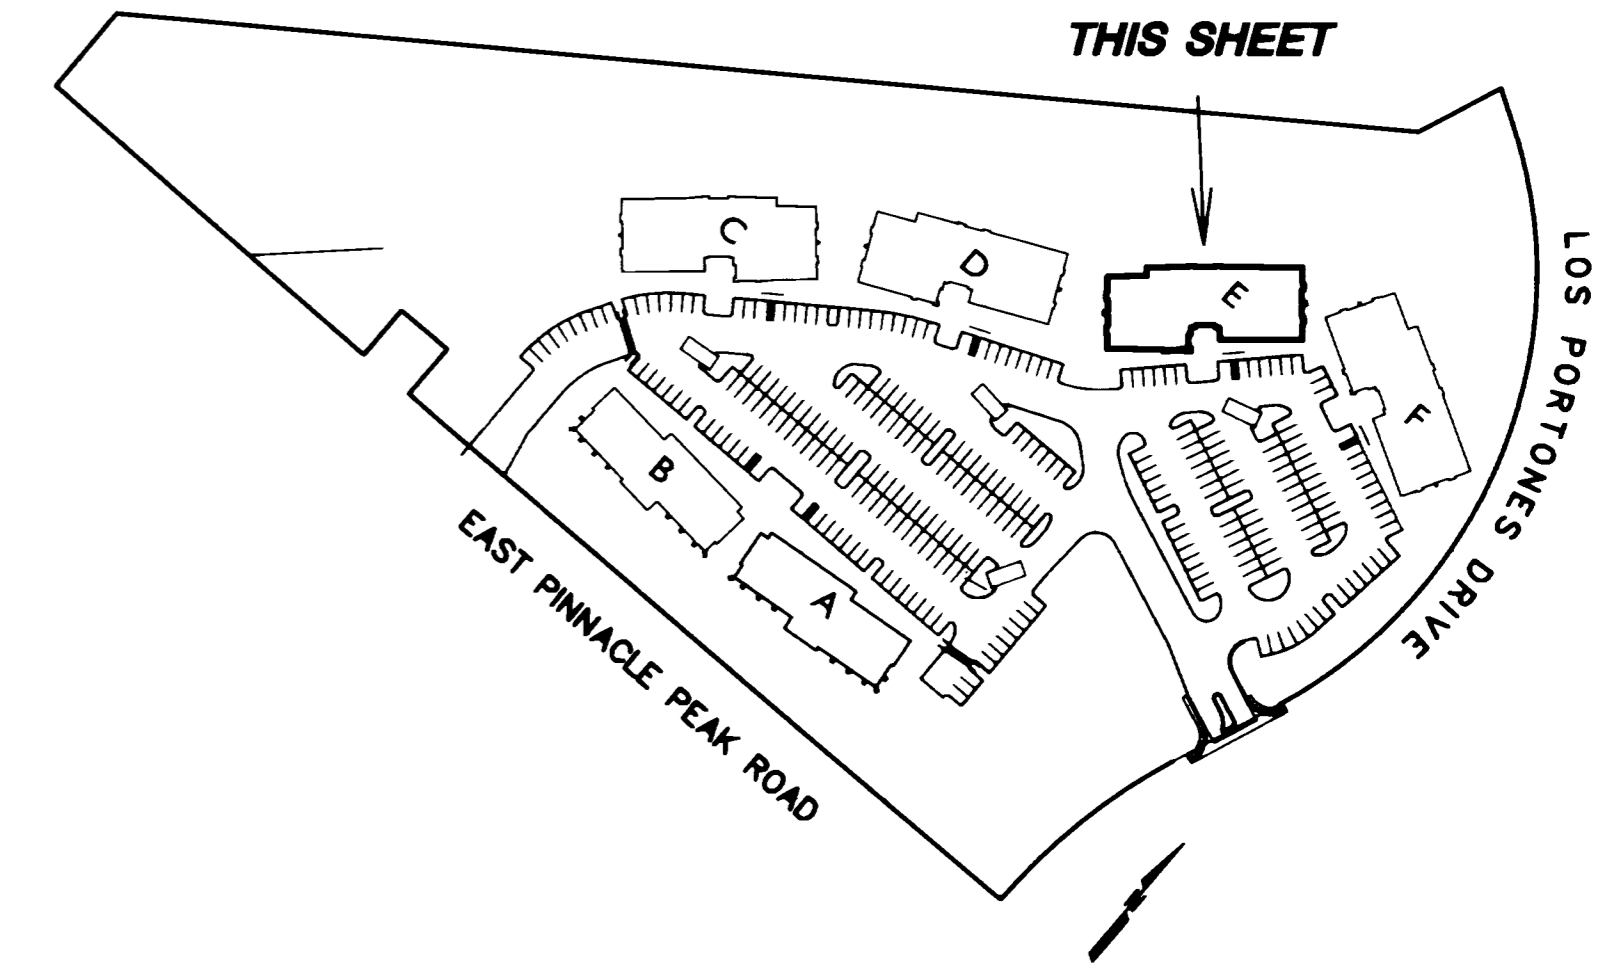 THIS SHEET
C
D
E
F
B
A
LOS PORTONES DRIVE
EAST PINNACLE PEAK ROAD
N